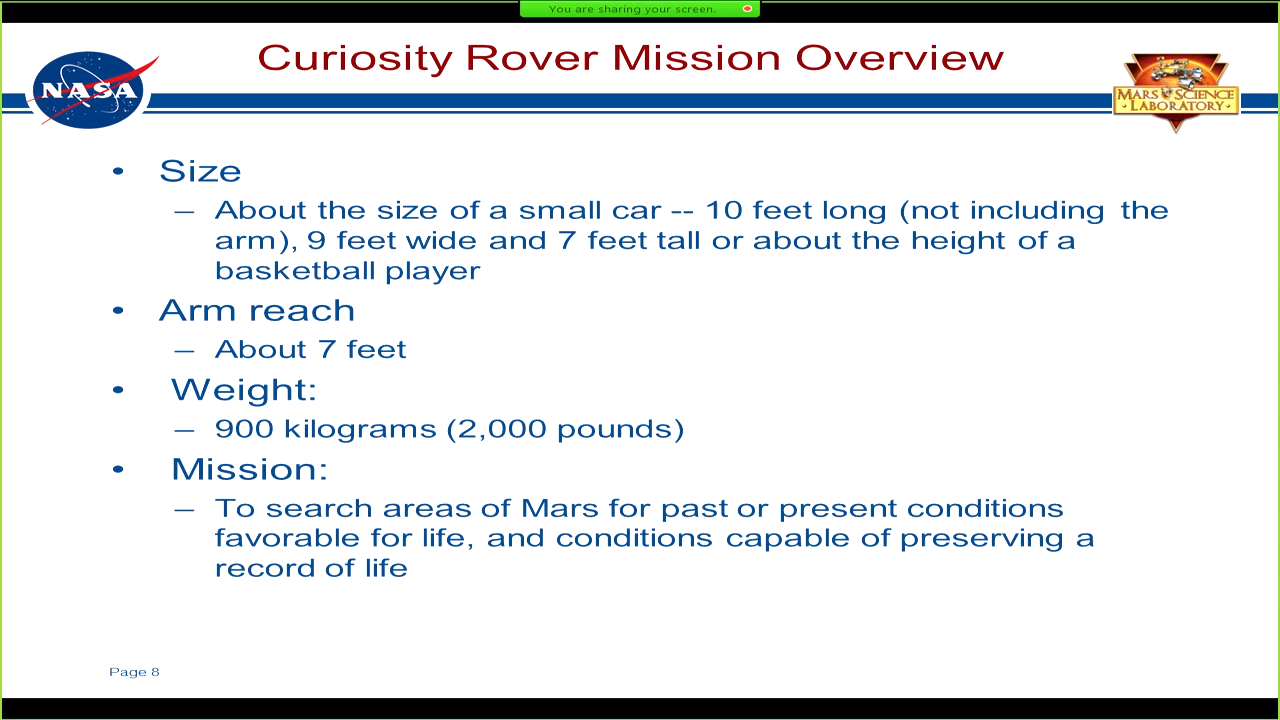 You are sharing your screen.
Curiosity Rover Mission Overview
NASA
MARS SCIENCE
LABORATORY
• Size
– About the size of a small car -- 10 feet long (not including the
arm), 9 feet wide and 7 feet tall or about the height of a
basketball player
• Arm reach
– About 7 feet
• Weight:
– 900 kilograms (2,000 pounds)
• Mission:
– To search areas of Mars for past or present conditions
favorable for life, and conditions capable of preserving a
record of life
Page 8